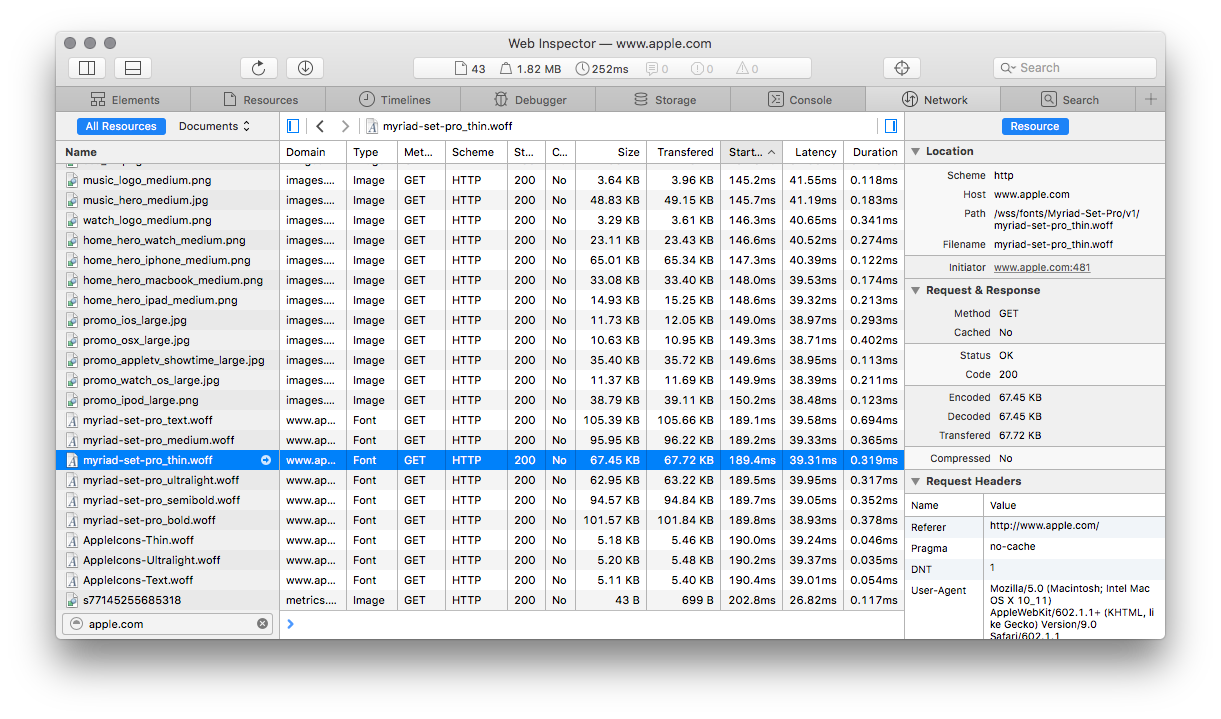 Web Inspector — www.apple.com
43 1.82 MB 252ms 0 0 0 Search
Elements Resources Timelines Debugger Storage Console Network Search
All Resources Documents myriad-set-pro_thin.woff Resource
Name Domain Type Met... Scheme St... C... Size Transfered Start... Latency Duration
music_logo_medium.png images.... Image GET HTTP 200 No 3.64 KB 3.96 KB 145.2ms 41.55ms 0.118ms
music_hero_medium.jpg images.... Image GET HTTP 200 No 48.83 KB 49.15 KB 145.7ms 41.19ms 0.183ms
watch_logo_medium.png images.... Image GET HTTP 200 No 3.29 KB 3.61 KB 146.3ms 40.65ms 0.341ms
home_hero_watch_medium.png images.... Image GET HTTP 200 No 23.11 KB 23.43 KB 146.6ms 40.52ms 0.274ms
home_hero_iphone_medium.png images.... Image GET HTTP 200 No 65.01 KB 65.34 KB 147.3ms 40.39ms 0.122ms
home_hero_macbook_medium.png images.... Image GET HTTP 200 No 33.08 KB 33.40 KB 148.0ms 39.53ms 0.174ms
home_hero_ipad_medium.png images.... Image GET HTTP 200 No 14.93 KB 15.25 KB 148.6ms 39.32ms 0.213ms
promo_ios_large.jpg images.... Image GET HTTP 200 No 11.73 KB 12.05 KB 149.0ms 38.97ms 0.293ms
promo_osx_large.jpg images.... Image GET HTTP 200 No 10.63 KB 10.95 KB 149.3ms 38.71ms 0.402ms
promo_appletv_showtime_large.jpg images.... Image GET HTTP 200 No 35.40 KB 35.72 KB 149.6ms 38.95ms 0.113ms
promo_watch_os_large.jpg images.... Image GET HTTP 200 No 11.37 KB 11.69 KB 149.9ms 38.39ms 0.211ms
promo_ipod_large.png images.... Image GET HTTP 200 No 38.79 KB 39.11 KB 150.2ms 38.48ms 0.123ms
myriad-set-pro_text.woff www.ap... Font GET HTTP 200 No 105.39 KB 105.66 KB 189.1ms 39.58ms 0.694ms
myriad-set-pro_medium.woff www.ap... Font GET HTTP 200 No 95.95 KB 96.22 KB 189.2ms 39.33ms 0.365ms
myriad-set-pro_thin.woff www.ap... Font GET HTTP 200 No 67.45 KB 67.72 KB 189.4ms 39.31ms 0.319ms
myriad-set-pro_ultralight.woff www.ap... Font GET HTTP 200 No 62.95 KB 63.22 KB 189.5ms 39.95ms 0.317ms
myriad-set-pro_semibold.woff www.ap... Font GET HTTP 200 No 94.57 KB 94.84 KB 189.7ms 39.05ms 0.352ms
myriad-set-pro_bold.woff www.ap... Font GET HTTP 200 No 101.57 KB 101.84 KB 189.8ms 38.93ms 0.378ms
AppleIcons-Thin.woff www.ap... Font GET HTTP 200 No 5.18 KB 5.46 KB 190.0ms 39.24ms 0.046ms
AppleIcons-Ultralight.woff www.ap... Font GET HTTP 200 No 5.20 KB 5.48 KB 190.2ms 39.37ms 0.035ms
AppleIcons-Text.woff www.ap... Font GET HTTP 200 No 5.11 KB 5.40 KB 190.4ms 39.01ms 0.054ms
s77145255685318 metrics.... Image GET HTTP 200 No 43 B 699 B 202.8ms 26.82ms 0.117ms
apple.com
Location
Scheme http
Host www.apple.com
Path /wss/fonts/Myriad-Set-Pro/v1/
myriad-set-pro_thin.woff
Filename myriad-set-pro_thin.woff
Initiator www.apple.com:481
Request & Response
Method GET
Cached No
Status OK
Code 200
Encoded 67.45 KB
Decoded 67.45 KB
Transfered 67.72 KB
Compressed No
Request Headers
Name Value
Referer http://www.apple.com/
Pragma no-cache
DNT 1
User-Agent Mozilla/5.0 (Macintosh; Intel Mac
OS X 10_11)
AppleWebKit/602.1.1+ (KHTML, li
ke Gecko) Version/9.0
Safari/602.1.1